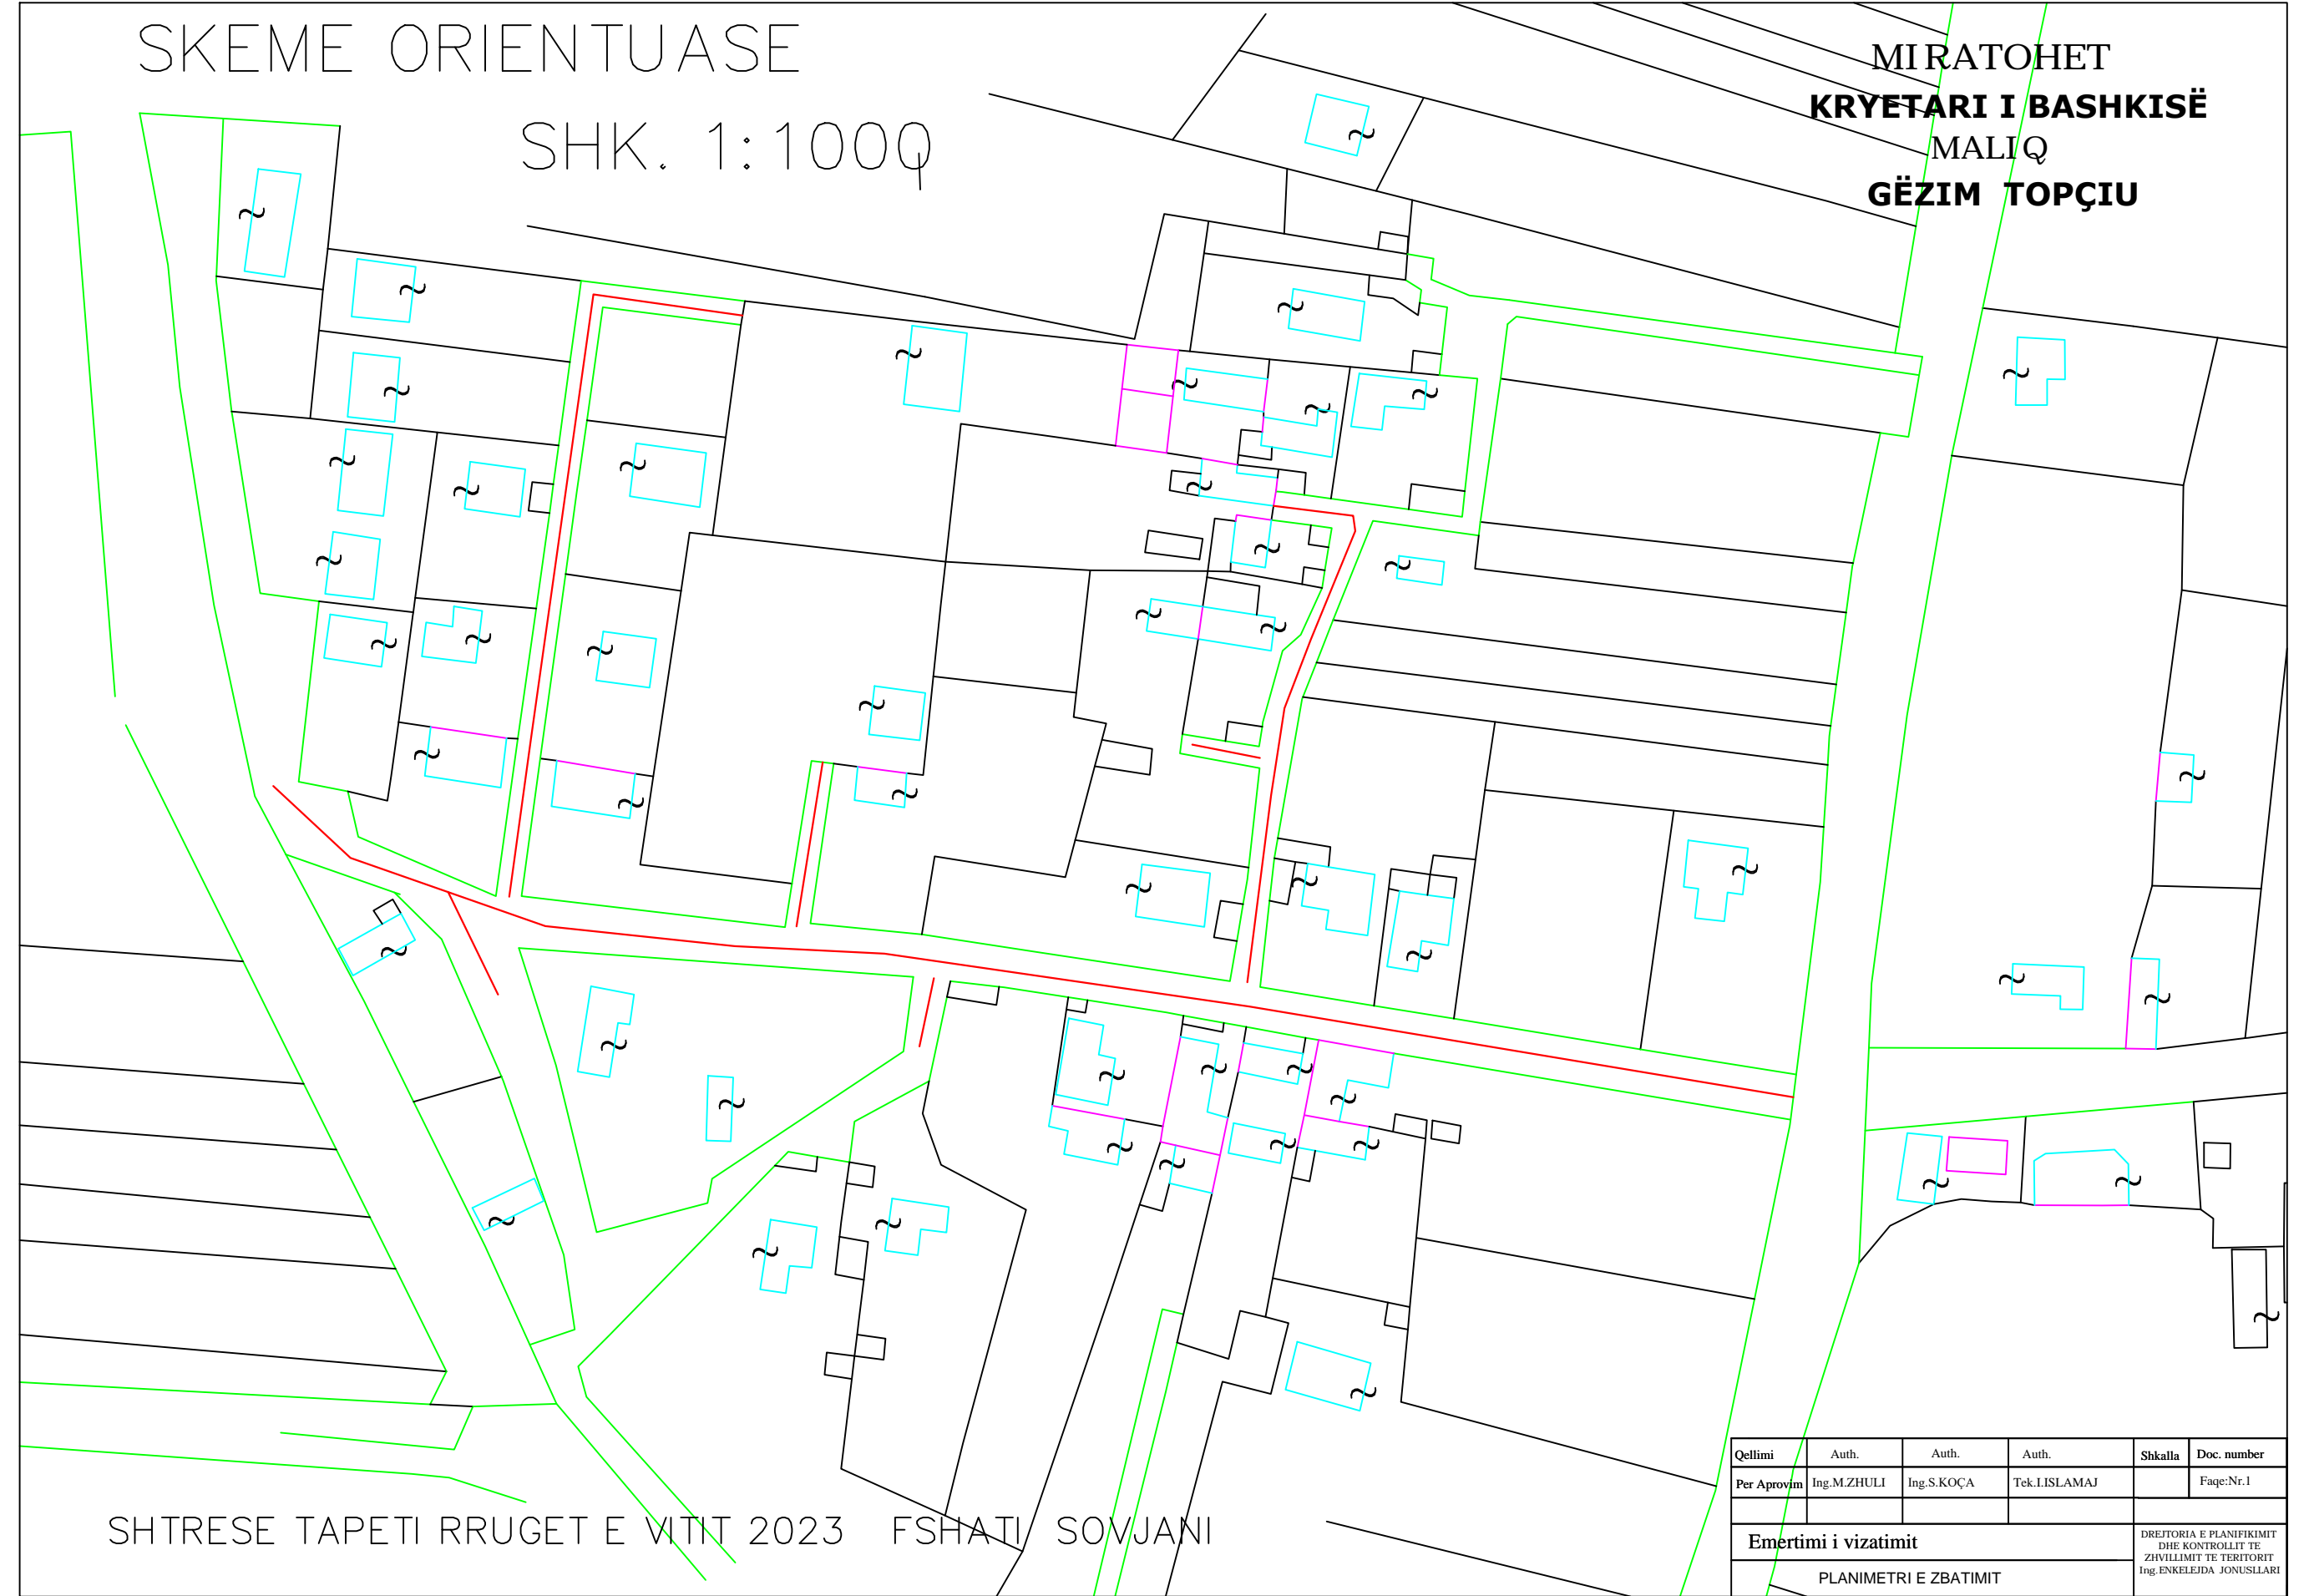 SKEME ORIENTUASE
SHK. 1:1000
MIRATOHET
KRYETARI I BASHKISË
MALIQ
GËZIM TOPÇIU
SHTRESE TAPETI RRUGET E VITIT 2023 FSHATI SOVJANI
Qellimi Auth. Auth. Auth. Shkalla Doc. number
Per Aprovim Ing.M.ZHULI Ing.S.KOÇA Tek.I.ISLAMAJ Faqe:Nr.1
Emertimi i vizatimit
PLANIMETRI E ZBATIMIT
DREJTORIA E PLANIFIKIMIT
DHE KONTROLLIT TE
ZHVILLIMIT TE TERITORIT
Ing.ENKELEJDA JONUSLLARI